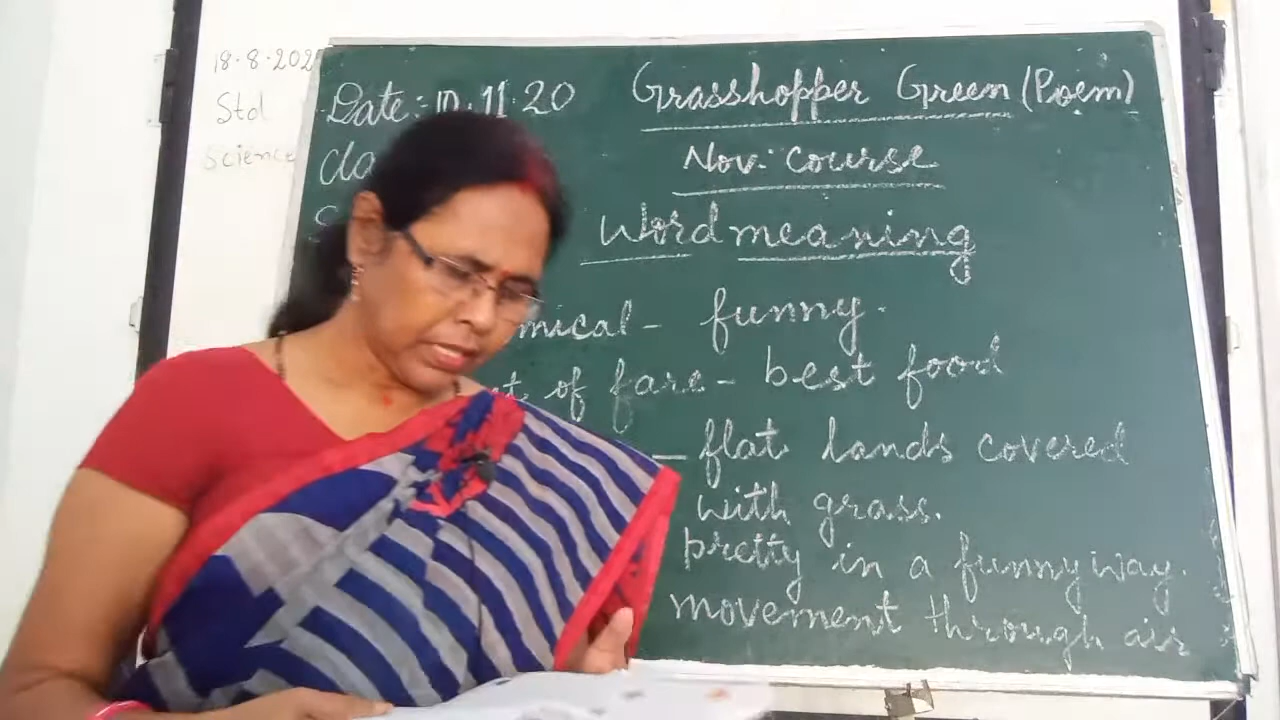 18.8.202
Std
Science
Date:- 10.11.20
Grasshopper Green (Poem)
Nov. course
Word meaning
mical - funny.
of fare - best food
— flat lands covered
with grass.
pretty in a funny way.
movement through air